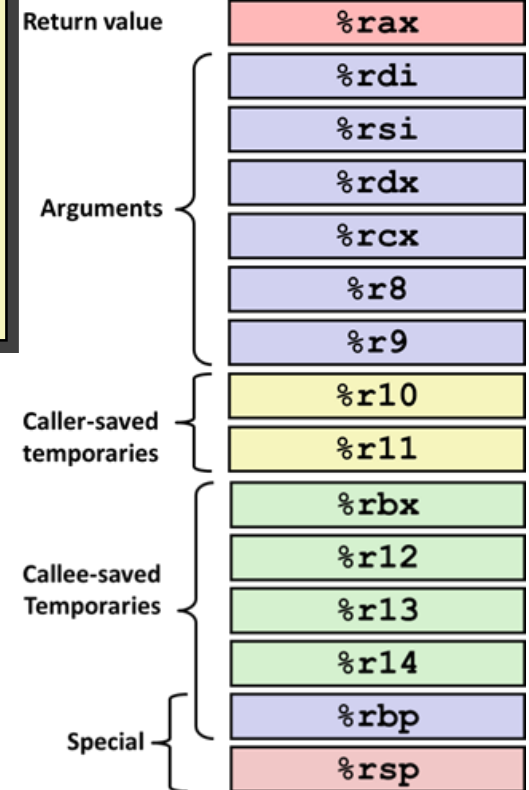 Return value
%rax
%rdi
%rsi
%rdx
Arguments
%rcx
%r8
%r9
%r10
Caller-saved
temporaries
%r11
%rbx
%r12
Callee-saved
Temporaries
%r13
%r14
%rbp
Special
%rsp